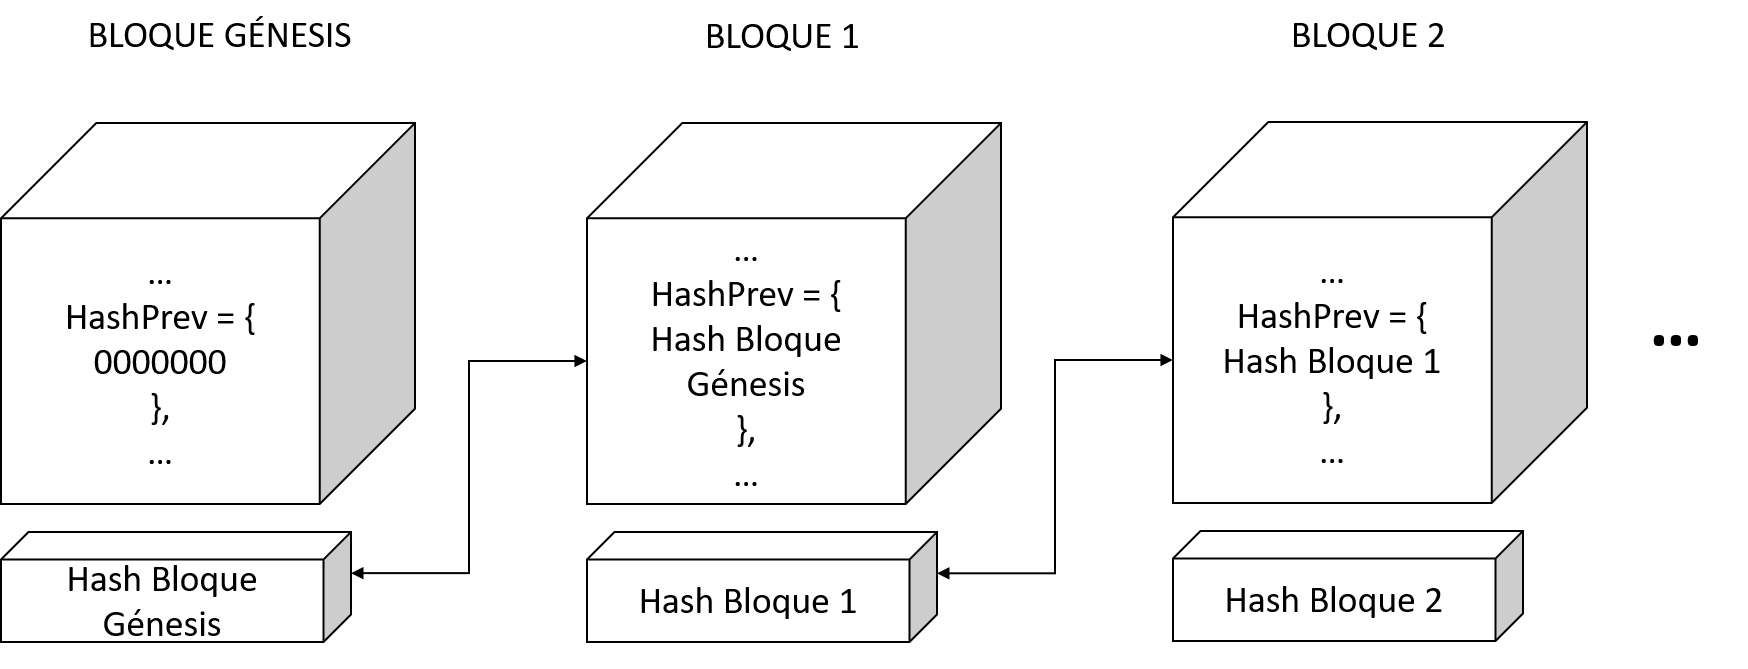 BLOQUE GÉNESIS
BLOQUE 1
BLOQUE 2
...
HashPrev = {
0000000
},
...
...
HashPrev = {
Hash Bloque
Génesis
},
...
...
HashPrev = {
Hash Bloque 1
},
...
...
Hash Bloque
Génesis
Hash Bloque 1
Hash Bloque 2